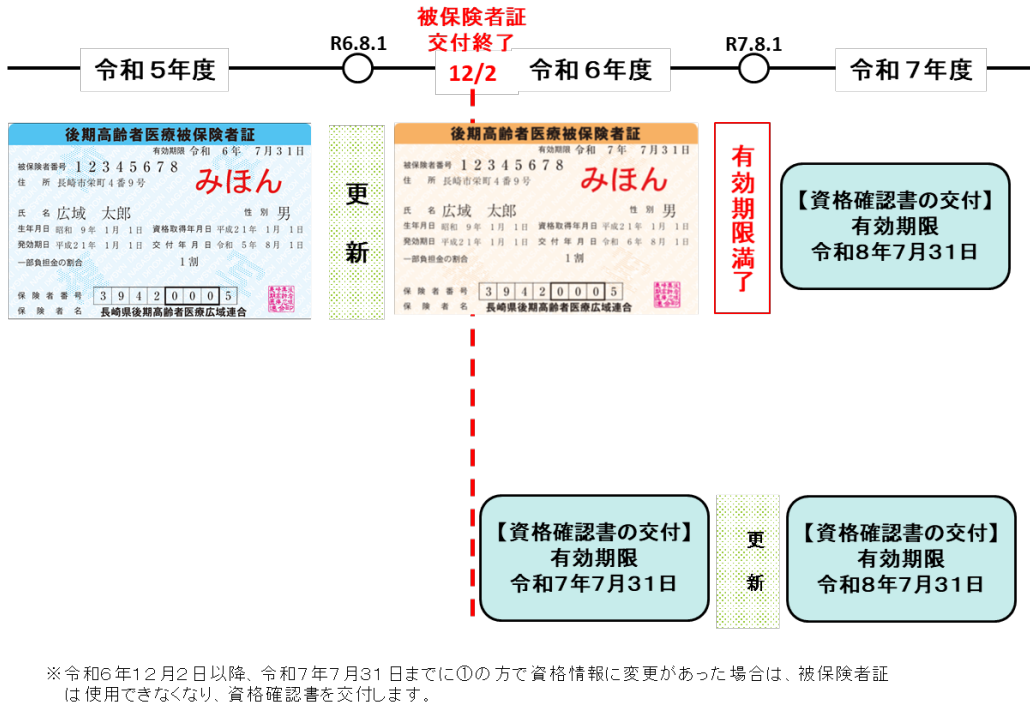 被保険者証
交付終了
12/2
R6.8.1
R7.8.1
令和5年度
令和6年度
令和7年度
後期高齢者医療被保険者証
有効期限 令和 6年 7月31日
被保険者番号 12345678
住 所 長崎市栄町4番9号
みほん
氏 名 広域 太郎 性 別 男
生年月日 昭和 9年 1月 1日 資格取得年月日 平成21年 1月 1日
発効期日 平成21年 1月 1日 交付年月日 令和 5年 8月 1日
一部負担金の割合 1割
保険者番号 39420005
保険者名 長崎県後期高齢者医療広域連合
更新
後期高齢者医療被保険者証
有効期限 令和 7年 7月31日
被保険者番号 12345678
住 所 長崎市栄町4番9号
みほん
氏 名 広域 太郎 性 別 男
生年月日 昭和 9年 1月 1日 資格取得年月日 平成21年 1月 1日
発効期日 平成21年 1月 1日 交付年月日 令和 6年 8月 1日
一部負担金の割合 1割
保険者番号 39420005
保険者名 長崎県後期高齢者医療広域連合
有効期限満了
【資格確認書の交付】
有効期限
令和8年7月31日
【資格確認書の交付】
有効期限
令和7年7月31日
更新
【資格確認書の交付】
有効期限
令和8年7月31日
※令和6年12月2日以降、令和7年7月31日までに①の方で資格情報に変更があった場合は、被保険者証
は使用できなくなり、資格確認書を交付します。